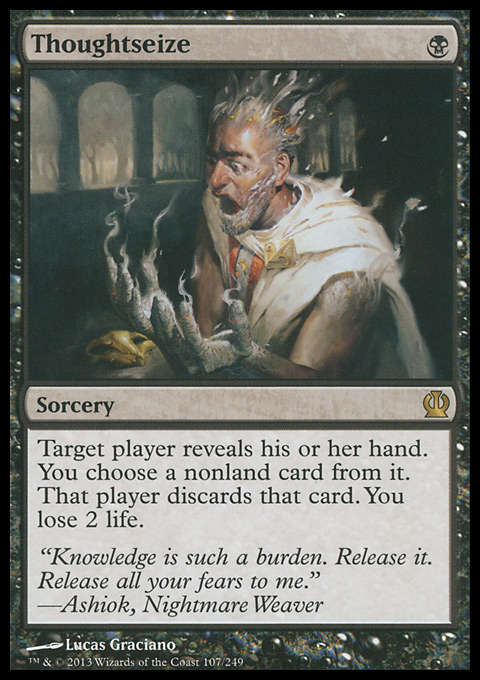 Thoughtseize
Sorcery
Target player reveals his or her hand.
You choose a nonland card from it.
That player discards that card. You
lose 2 life.
“Knowledge is such a burden. Release it.
Release all your fears to me.”
—Ashiok, Nightmare Weaver
Lucas Graciano
™ & © 2013 Wizards of the Coast 107/249